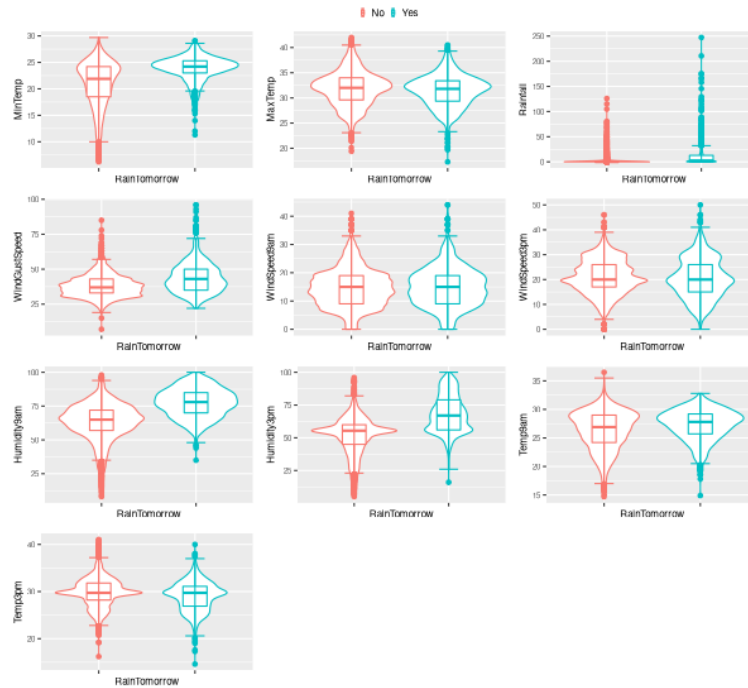 No Yes
MinTemp
30
25
20
10
RainTomorrow
MaxTemp
40
35
30
20
RainTomorrow
Rainfall
250
200
150
100
50
0
RainTomorrow
WindGustSpeed
100
75
50
25
RainTomorrow
WindSpeed9am
40
30
20
10
0
RainTomorrow
WindSpeed3pm
50
40
30
20
10
0
RainTomorrow
Humidity9am
100
75
50
25
RainTomorrow
Humidity3pm
100
75
50
25
RainTomorrow
Temp9am
35
30
25
20
15
RainTomorrow
Temp3pm
40
30
20
RainTomorrow